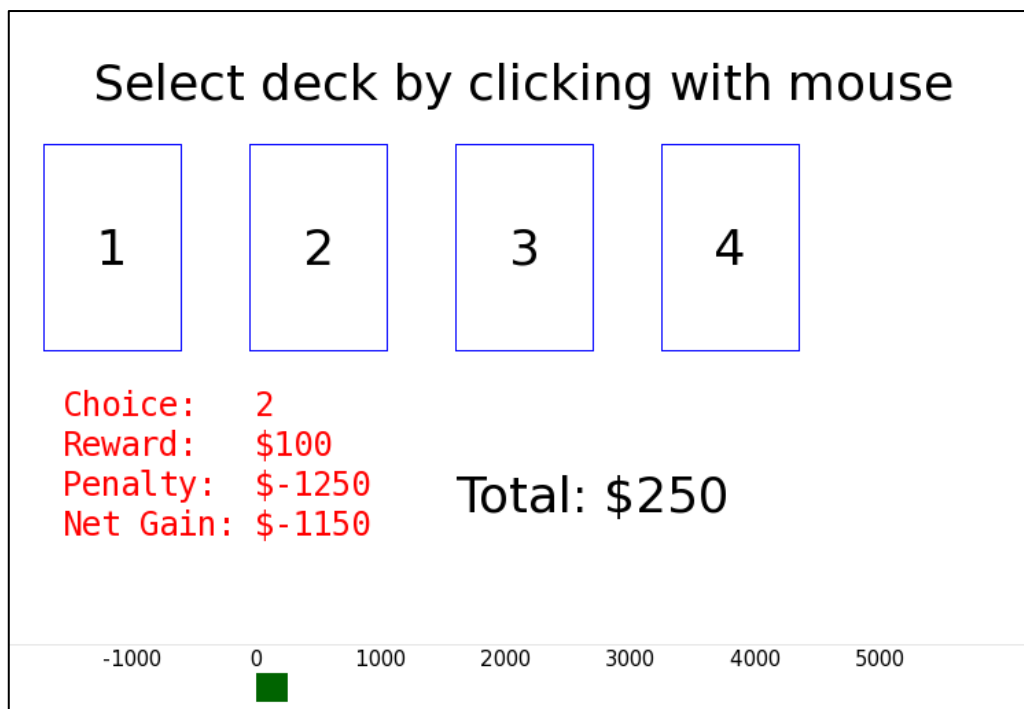 Select deck by clicking with mouse
1 2 3 4
Choice: 2
Reward: $100
Penalty: $-1250
Net Gain: $-1150
Total: $250
-1000 0 1000 2000 3000 4000 5000